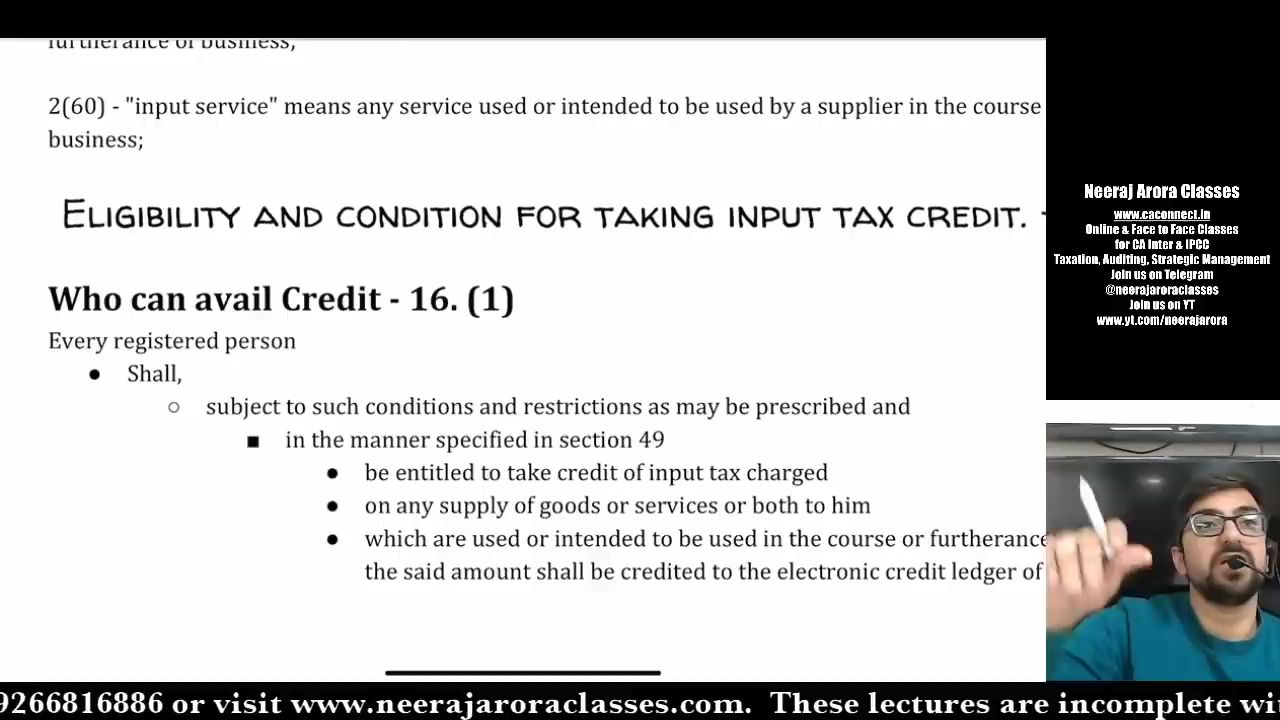 furtherance of business;
2(60) - "input service" means any service used or intended to be used by a supplier in the course
business;
ELIGIBILITY AND CONDITION FOR TAKING INPUT TAX CREDIT. -
Who can avail Credit - 16. (1)
Every registered person
● Shall,
○ subject to such conditions and restrictions as may be prescribed and
■ in the manner specified in section 49
● be entitled to take credit of input tax charged
● on any supply of goods or services or both to him
● which are used or intended to be used in the course or furtherance
the said amount shall be credited to the electronic credit ledger of
Neeraj Arora Classes
www.caconnect.in
Online & Face to Face Classes
for CA Inter & IPCC
Taxation, Auditing, Strategic Management
Join us on Telegram
@neerajaroraclasses
Join us on YT
www.yt.com/neerajarora
9266816886 or visit www.neerajaroraclasses.com. These lectures are incomplete wi